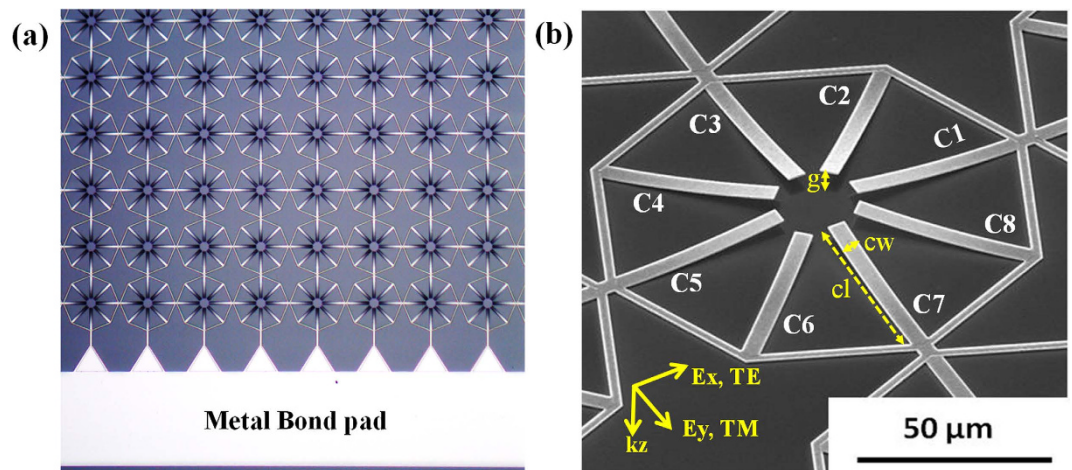 (a)
Metal Bond pad
(b)
C2
C3
C1
g
C4
C8
cw
C5
cl
C7
C6
Ex, TE
Ey, TM
kz
50 µm